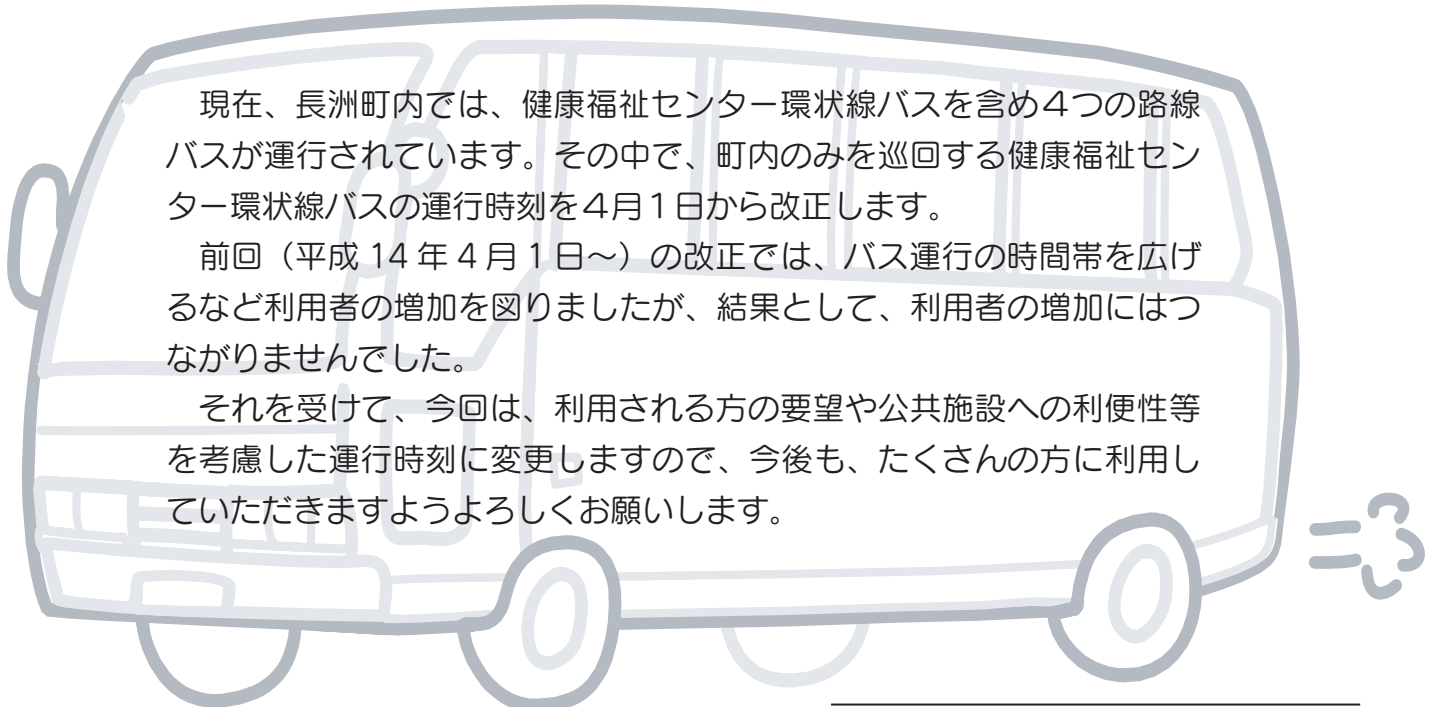 現在、長洲町内では、健康福祉センター環状線バスを含め４つの路線
バスが運行されています。その中で、町内のみを巡回する健康福祉セン
ター環状線バスの運行時刻を４月１日から改正します。
　前回（平成 14 年 4 月 1 日～）の改正では、バス運行の時間帯を広げ
るなど利用者の増加を図りましたが、結果として、利用者の増加にはつ
ながりませんでした。
　それを受けて、今回は、利用される方の要望や公共施設への利便性等
を考慮した運行時刻に変更しますので、今後も、たくさんの方に利用し
ていただきますようよろしくお願いします。